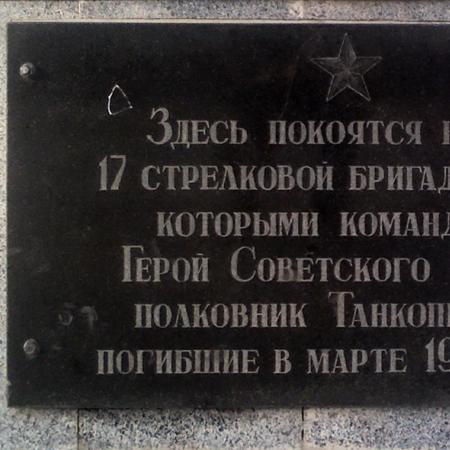 Здесь покоятся
17 стрелковой бригад
которыми команд
Герой Советского
полковник Танкоп
погибшие в марте 19